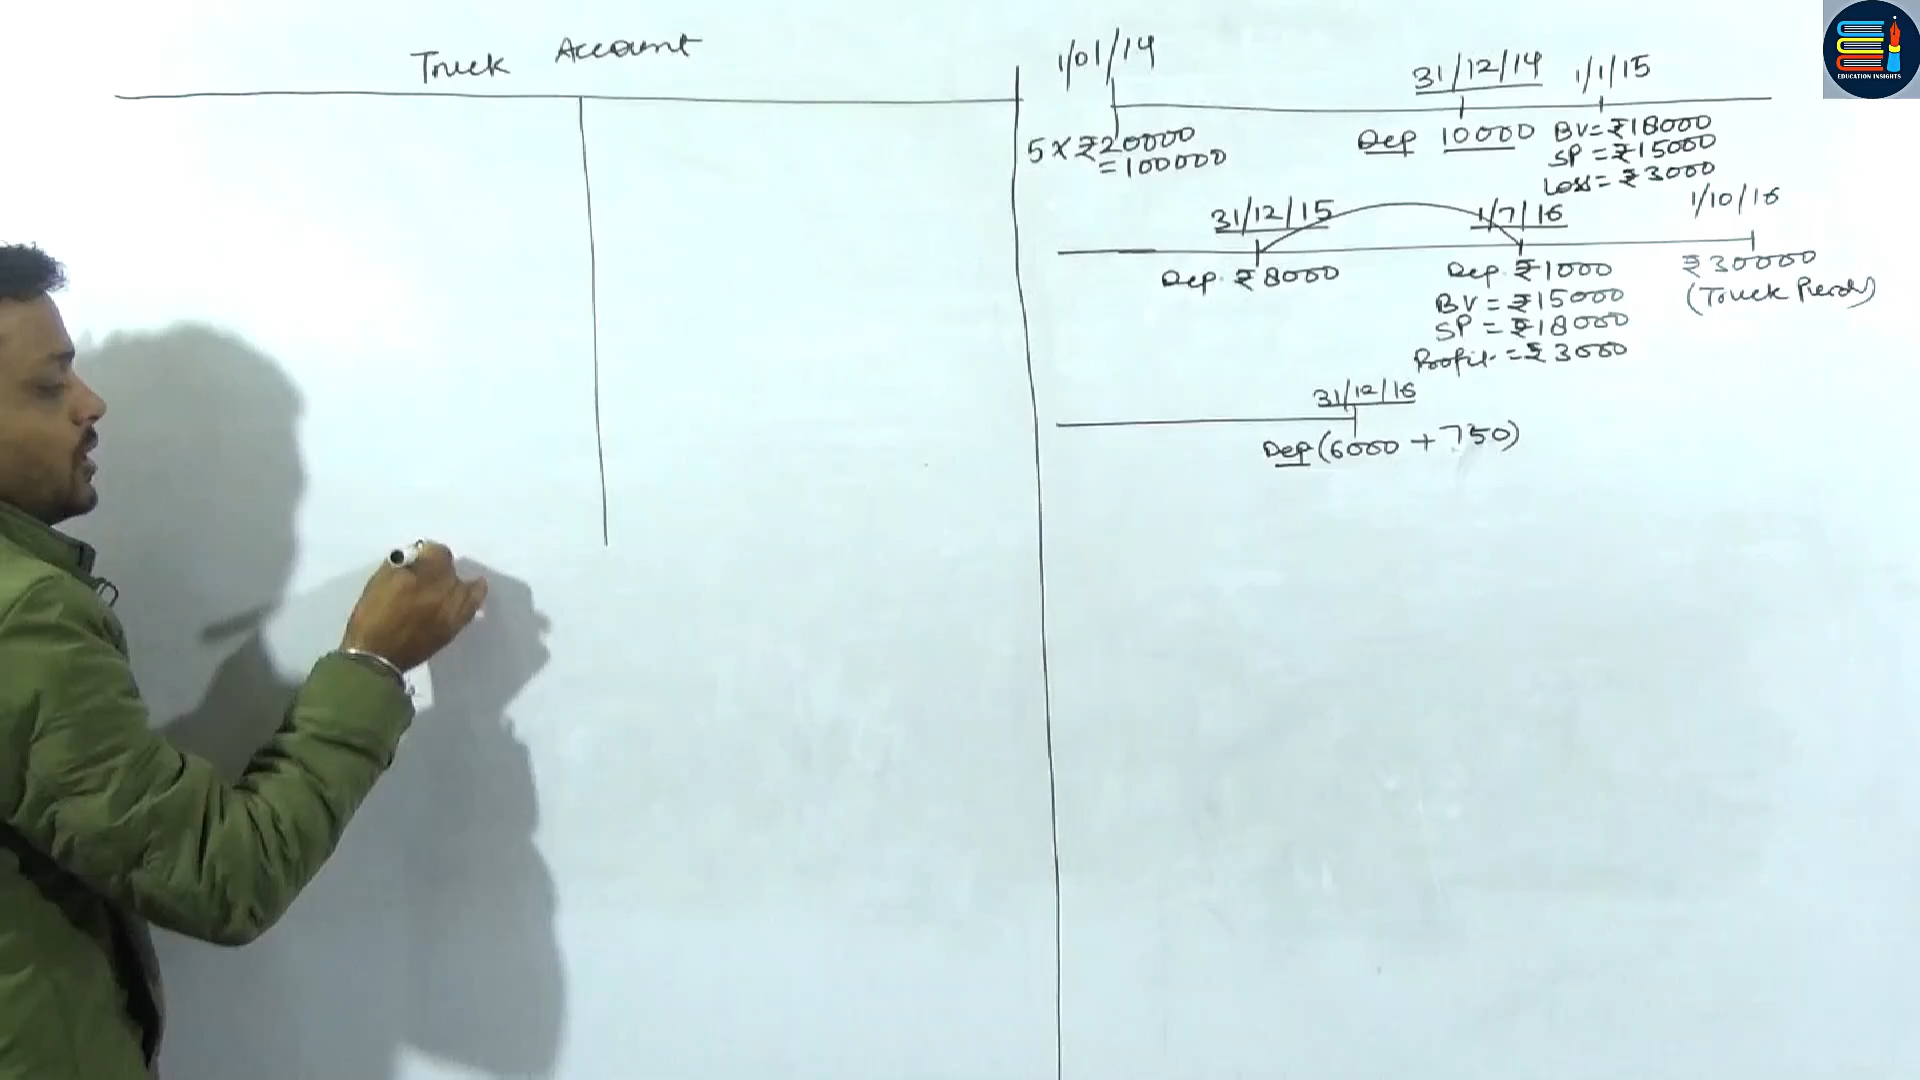 Truck Account
1/01/14
31/12/14
1/1/15
5 × ₹20000
= 100000
Dep 10000
BV = ₹18000
SP = ₹15000
Loss = ₹3000
31/12/15
1/7/16
1/10/16
Dep. ₹8000
Dep. ₹1000
BV = ₹15000
SP = ₹18000
Profit = ₹3000
₹30000
(Truck
31/12/16
Dep (6000 + 750)
EDUCATION INSIGHTS